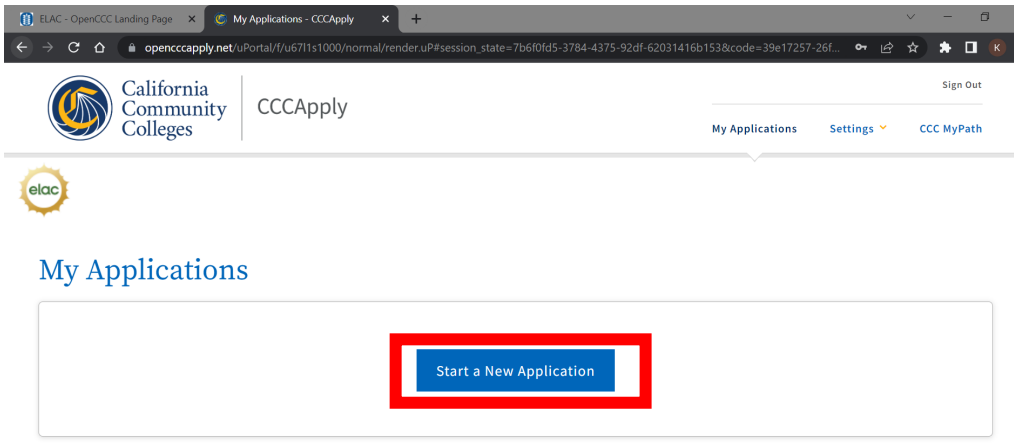 ELAC - OpenCCC Landing Page
My Applications - CCCApply
opencccapply.net/uPortal/f/u67l1s1000/normal/render.uP#session_state=7b6f0fd5-3784-4375-92df-62031416b153&code=39e17257-26f...
K
California
Community
Colleges
CCCApply
Sign Out
My Applications
Settings
CCC MyPath
elac
My Applications
Start a New Application